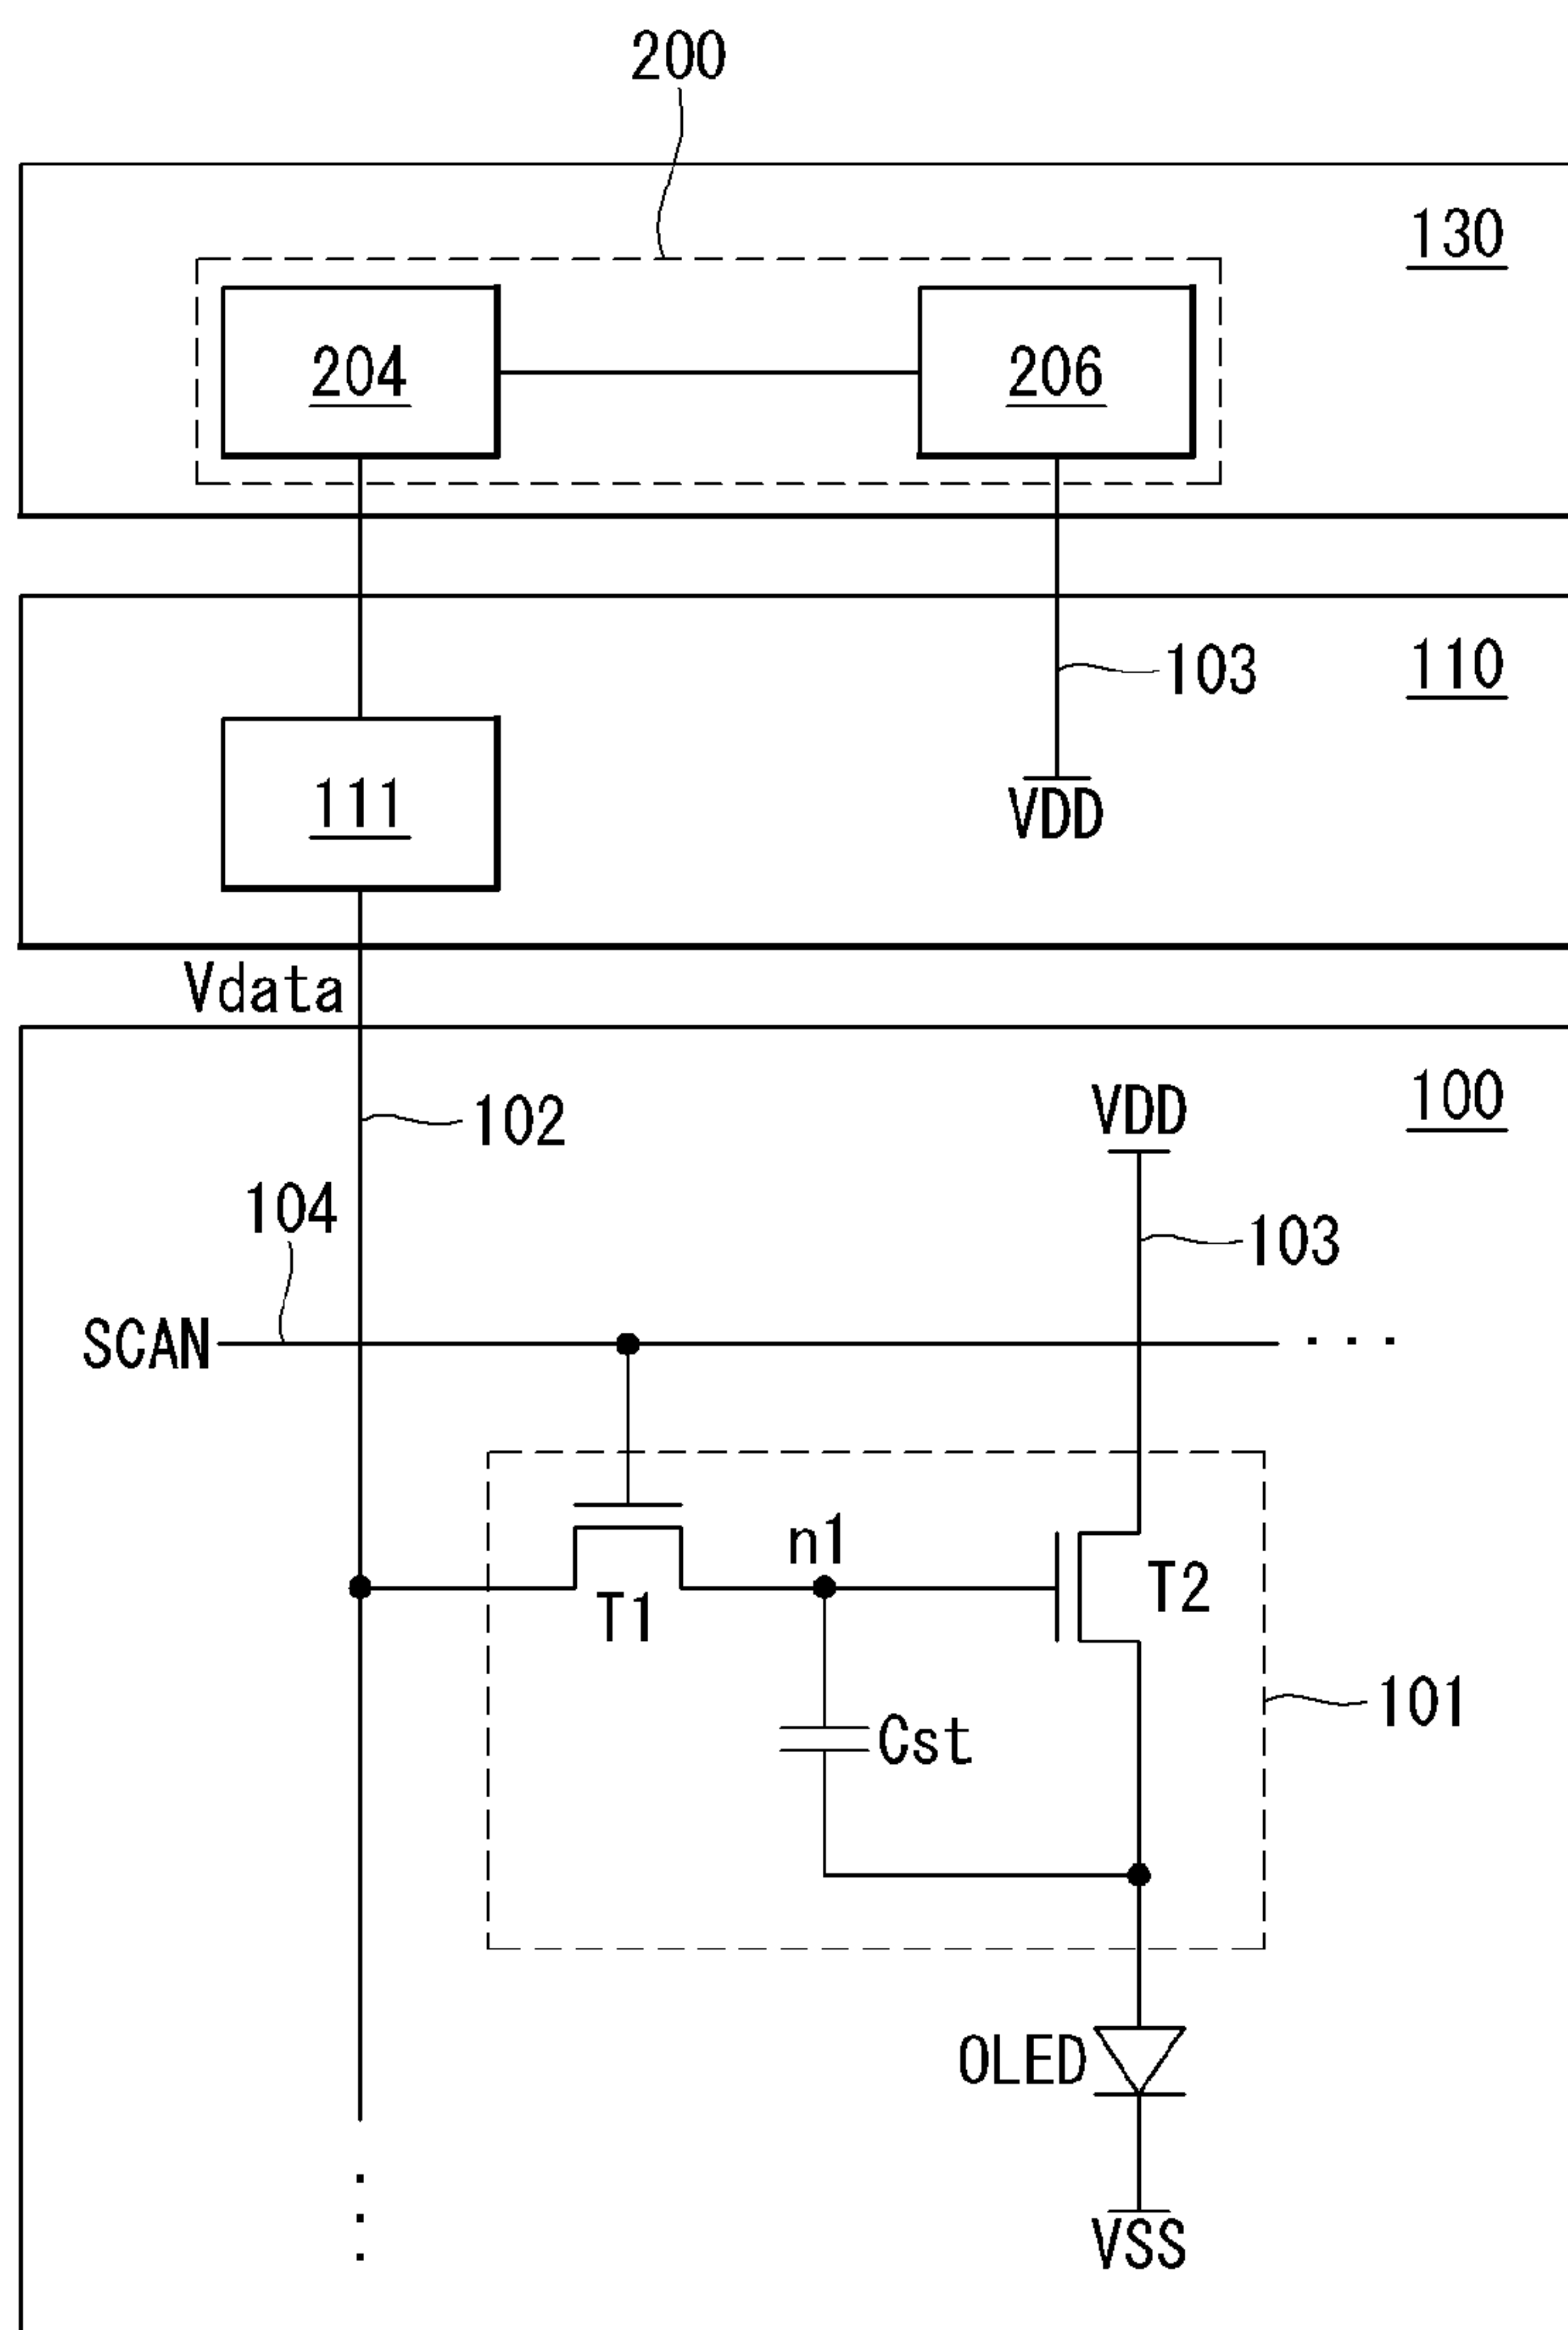 200
130
204
206
103
110
111
VDD
Vdata
VDD
100
102
104
103
SCAN
n1
T1
T2
101
Cst
OLED
VSS